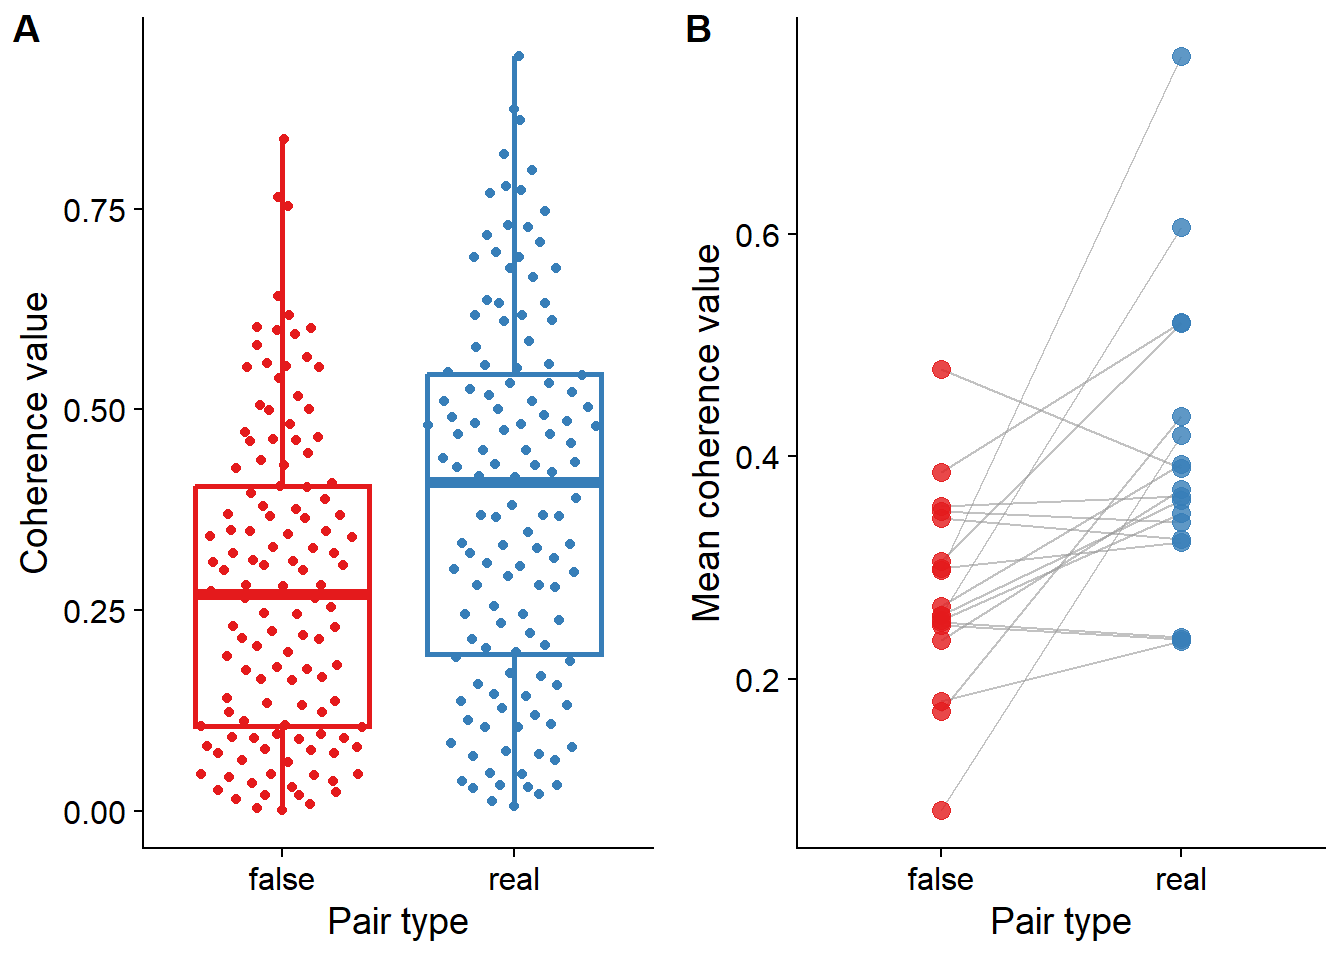 A
Coherence value
0.75
0.50
0.25
0.00
false
real
Pair type
B
Mean coherence value
0.6
0.4
0.2
false
real
Pair type